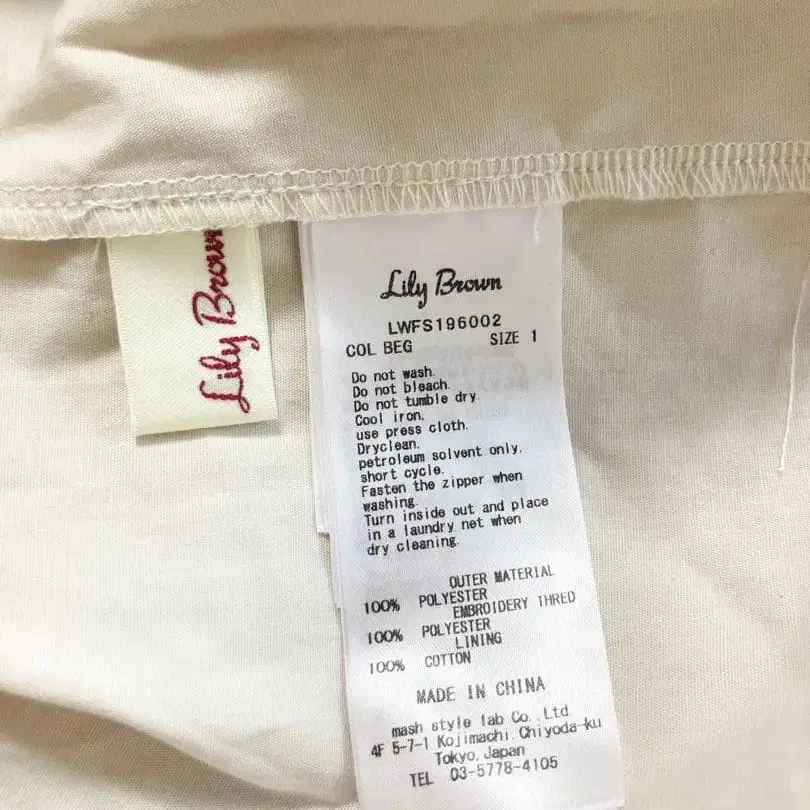 Lily Brown
Lily Brown
LWFS196002
COL BEG SIZE 1
Do not wash.
Do not bleach.
Do not tumble dry.
Cool iron.
use press cloth.
Dryclean.
petroleum solvent only.
short cycle.
Fasten the zipper when
washing.
Turn inside out and place
in a laundry net when
dry cleaning.
OUTER MATERIAL
100% POLYESTER
EMBROIDERY THRED
100% POLYESTER
LINING
100% COTTON
MADE IN CHINA
mash style lab Co., Ltd.
4F 5-7-1 Kojimachi. Chiyoda-ku
Tokyo, Japan
TEL 03-5778-4105